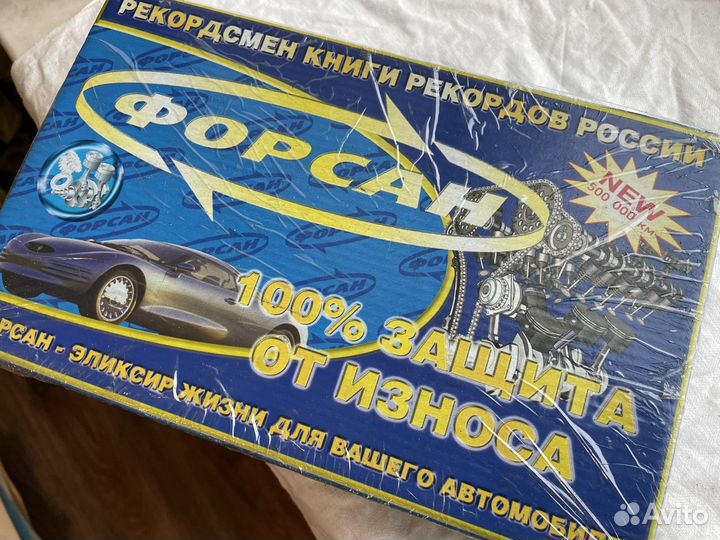 РЕКОРДСМЕН КНИГИ РЕКОРДОВ РОССИИ
ФОРСАН
NEW
500 000 км
100% ЗАЩИТА
ОТ ИЗНОСА
РСАН - ЭЛИКСИР ЖИЗНИ ДЛЯ ВАШЕГО АВТОМОБИЛ
Avito